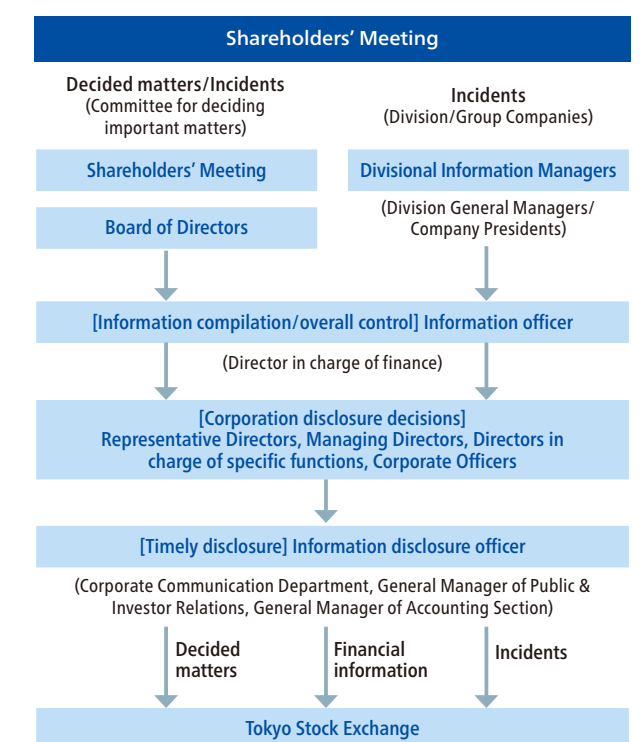 Shareholders’ Meeting
Decided matters/Incidents
(Committee for deciding
important matters)
Shareholders’ Meeting
Board of Directors
Incidents
(Division/Group Companies)
Divisional Information Managers
(Division General Managers/
Company Presidents)
[Information compilation/overall control] Information officer
(Director in charge of finance)
[Corporation disclosure decisions]
Representative Directors, Managing Directors, Directors in
charge of specific functions, Corporate Officers
[Timely disclosure] Information disclosure officer
(Corporate Communication Department, General Manager of Public &
Investor Relations, General Manager of Accounting Section)
Decided
matters
Financial
information
Incidents
Tokyo Stock Exchange